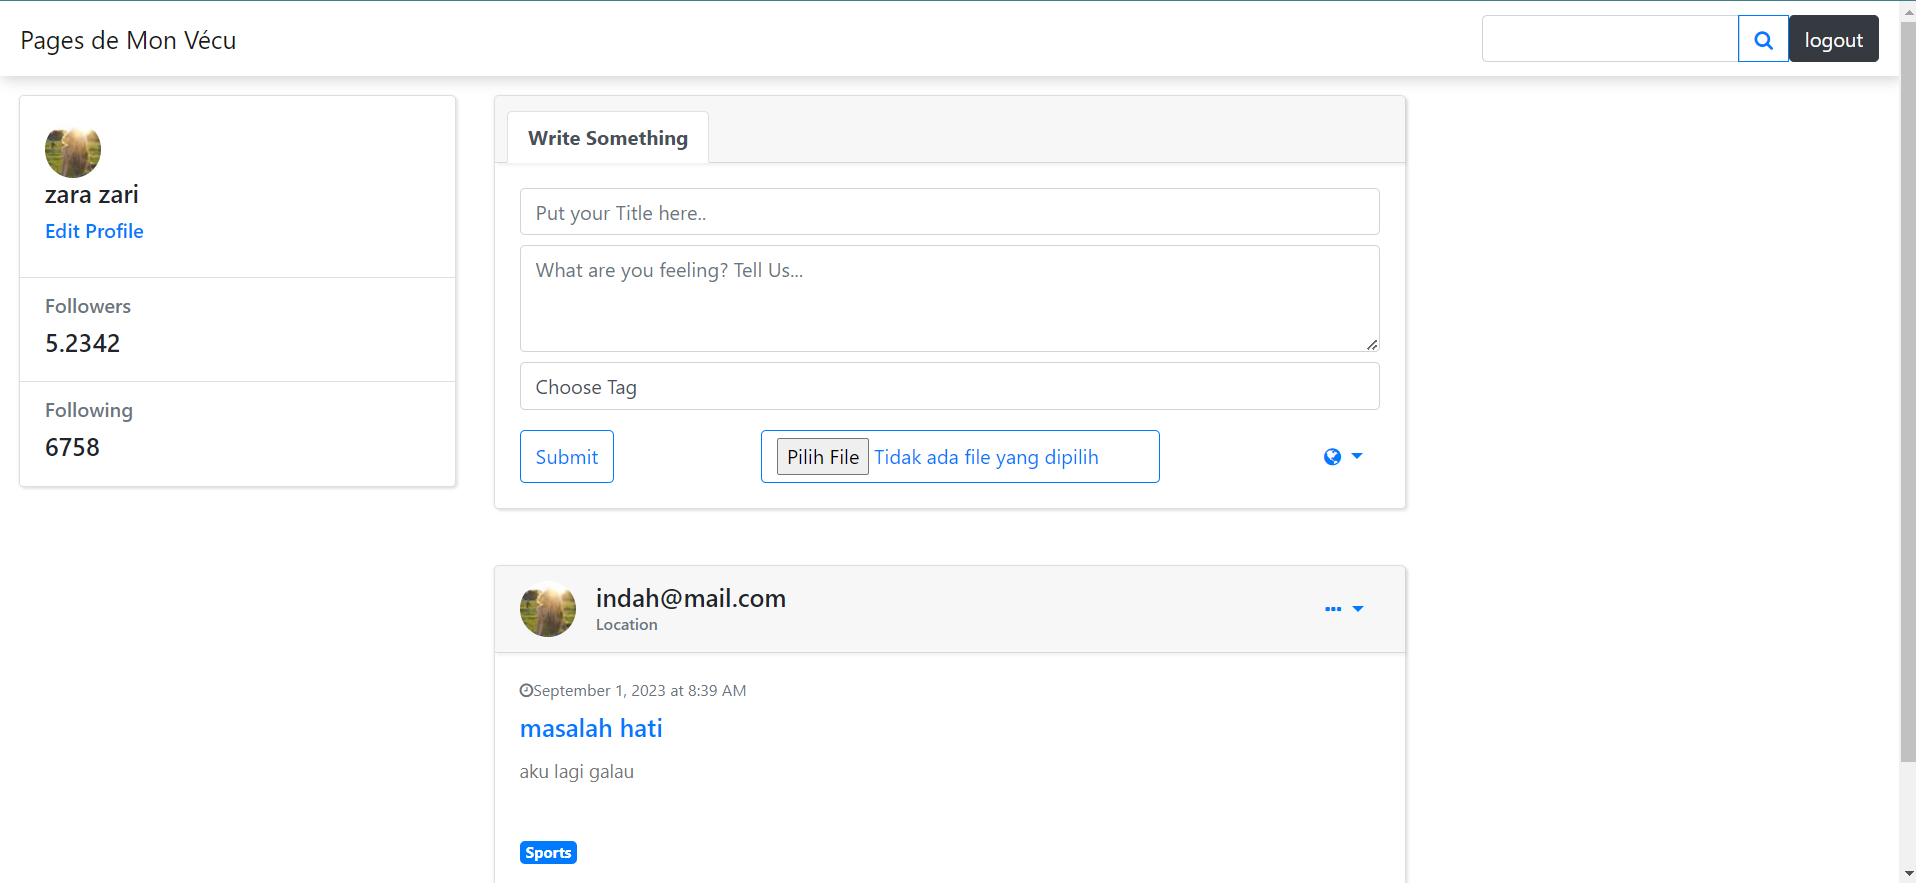 Pages de Mon Vécu
logout
zara zari
Edit Profile
Followers
5.2342
Following
6758
Write Something
Put your Title here..
What are you feeling? Tell Us...
Choose Tag
Submit
Pilih File Tidak ada file yang dipilih
indah@mail.com
Location
September 1, 2023 at 8:39 AM
masalah hati
aku lagi galau
Sports